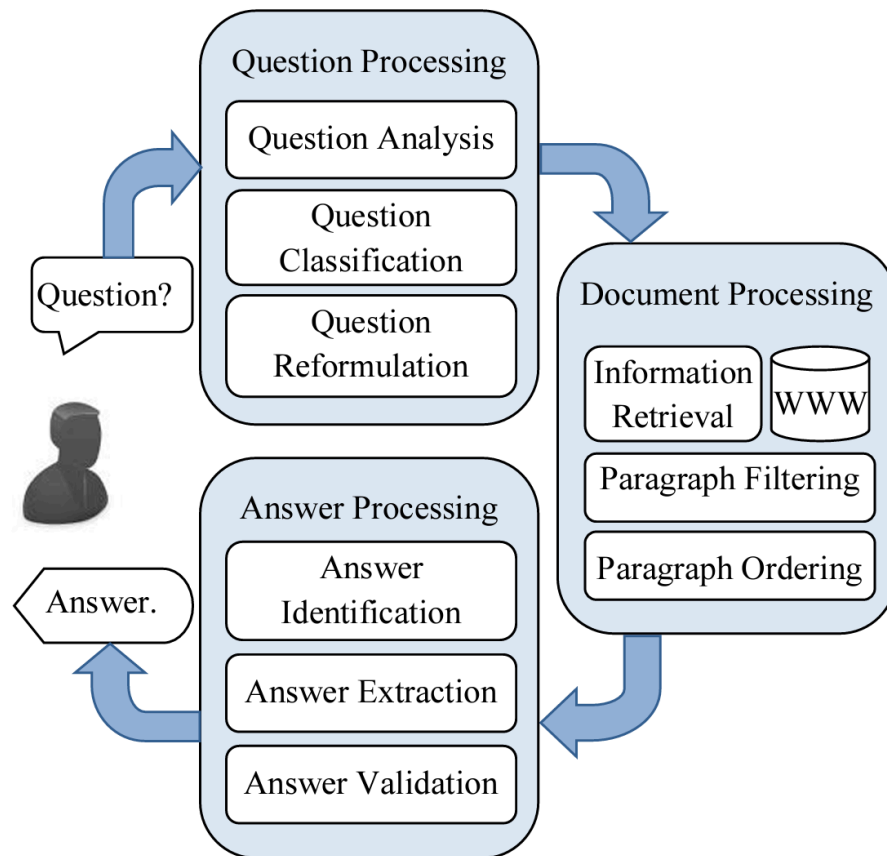 Question?
Question Processing
Question Analysis
Question
Classification
Question
Reformulation
Document Processing
Information
Retrieval
WWW
Paragraph Filtering
Paragraph Ordering
Answer Processing
Answer
Identification
Answer Extraction
Answer Validation
Answer.